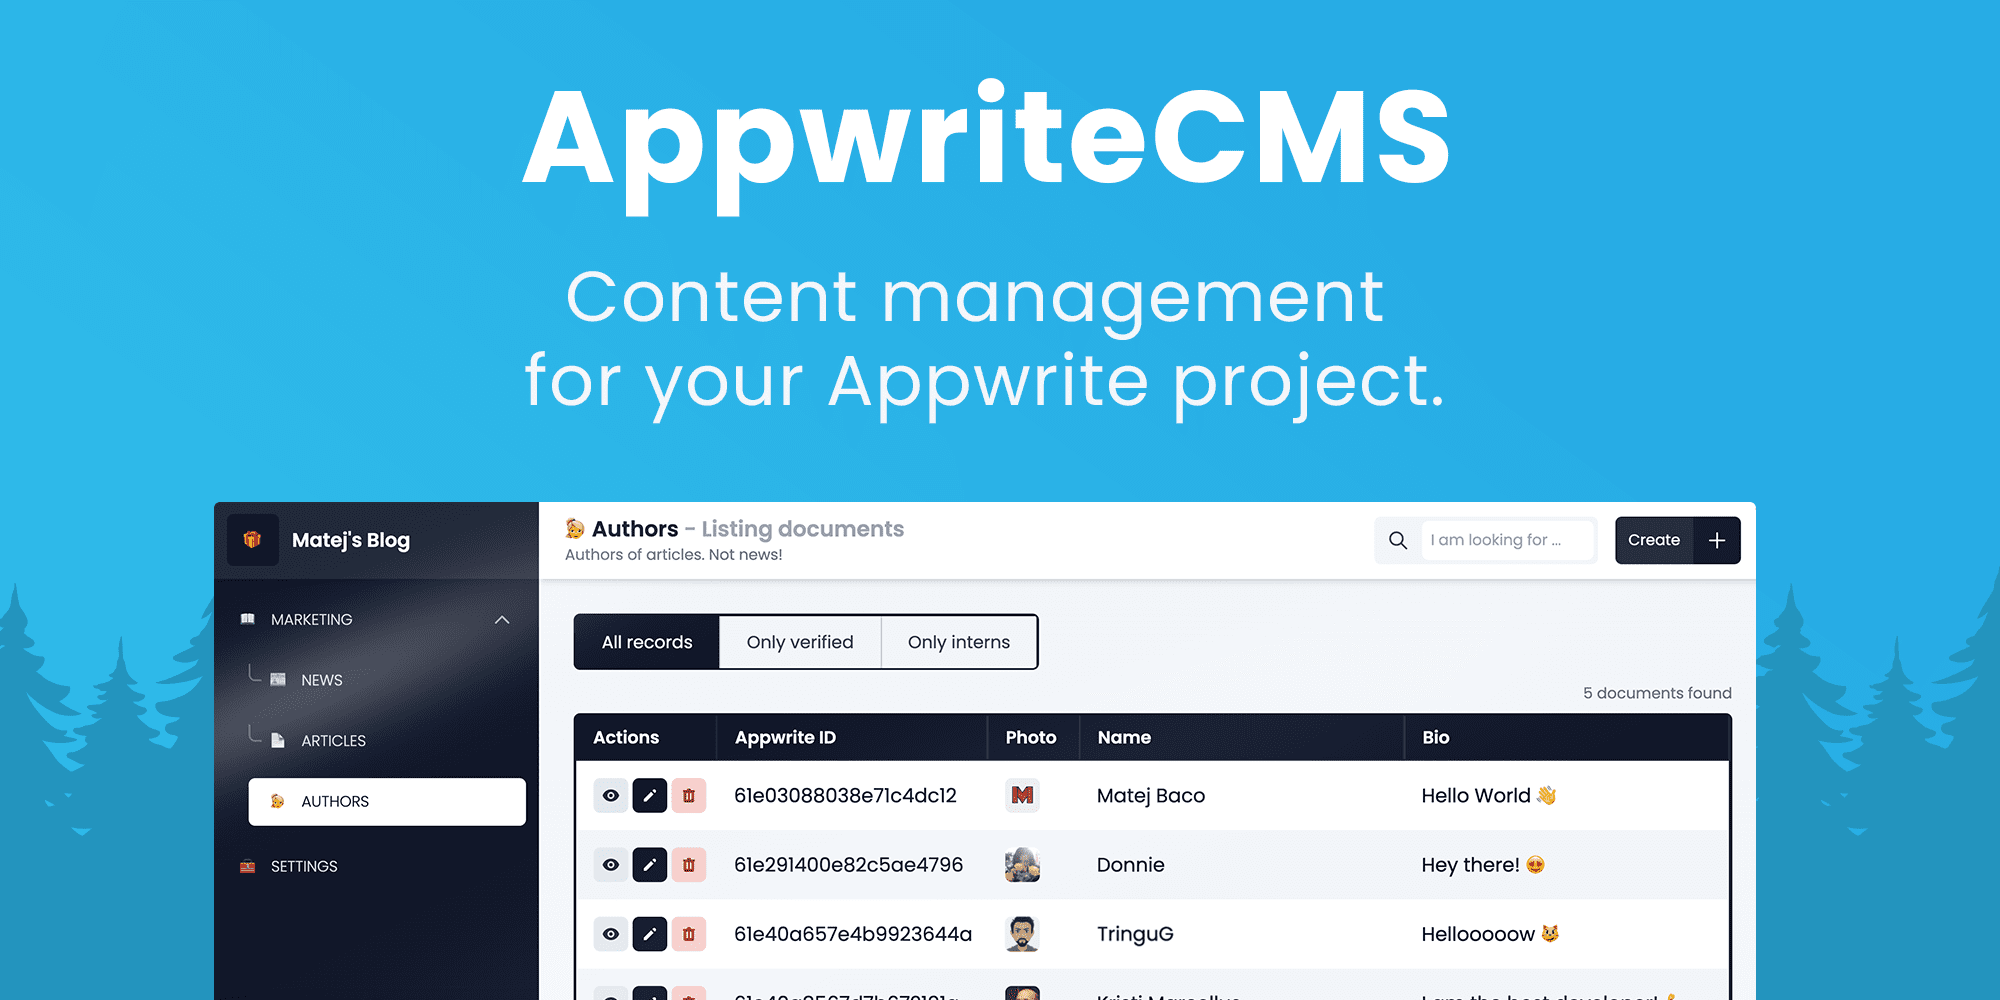 AppwriteCMS
Content management
for your Appwrite project.
Matej's Blog
MARKETING
NEWS
ARTICLES
AUTHORS
SETTINGS
Authors - Listing documents
Authors of articles. Not news!
I am looking for ...
Create
All records
Only verified
Only interns
5 documents found
Actions Appwrite ID Photo Name Bio
61e03088038e71c4dc12 Matej Baco Hello World 👋
61e291400e82c5ae4796 Donnie Hey there! 😍
61e40a657e4b9923644a TringuG Hellooooow 😺